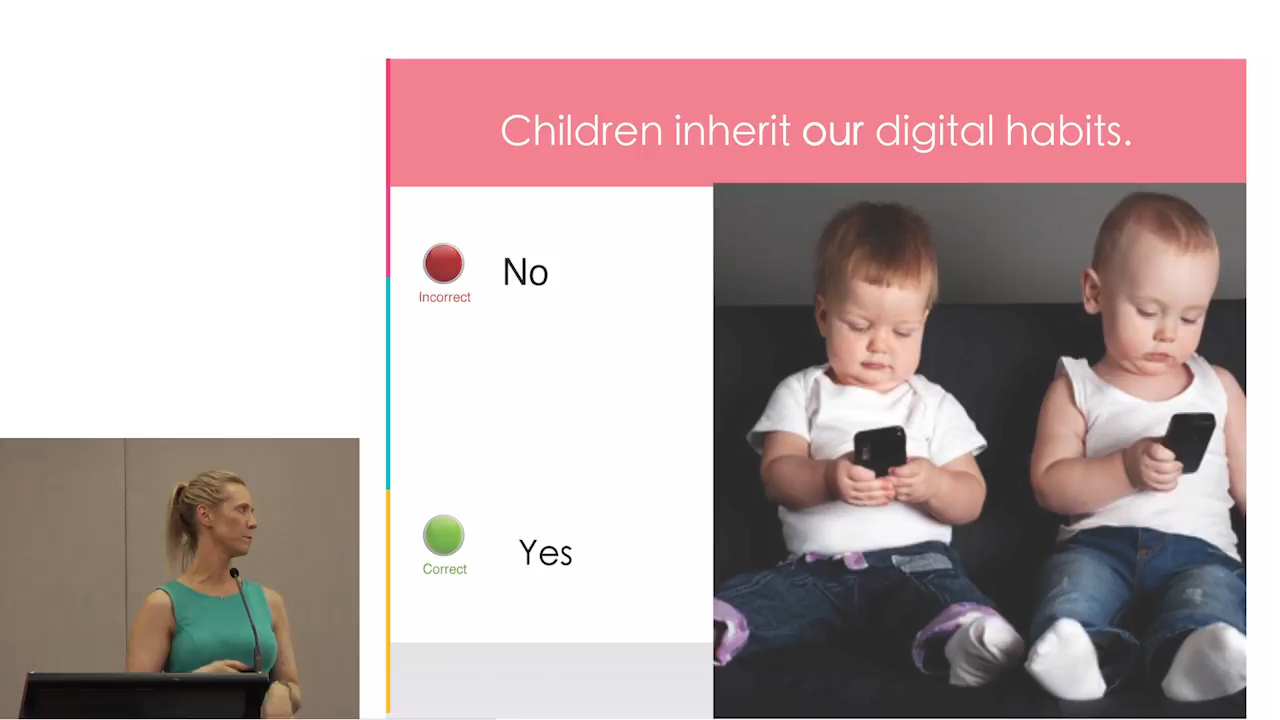 Children inherit our digital habits.
No
Incorrect
Yes
Correct